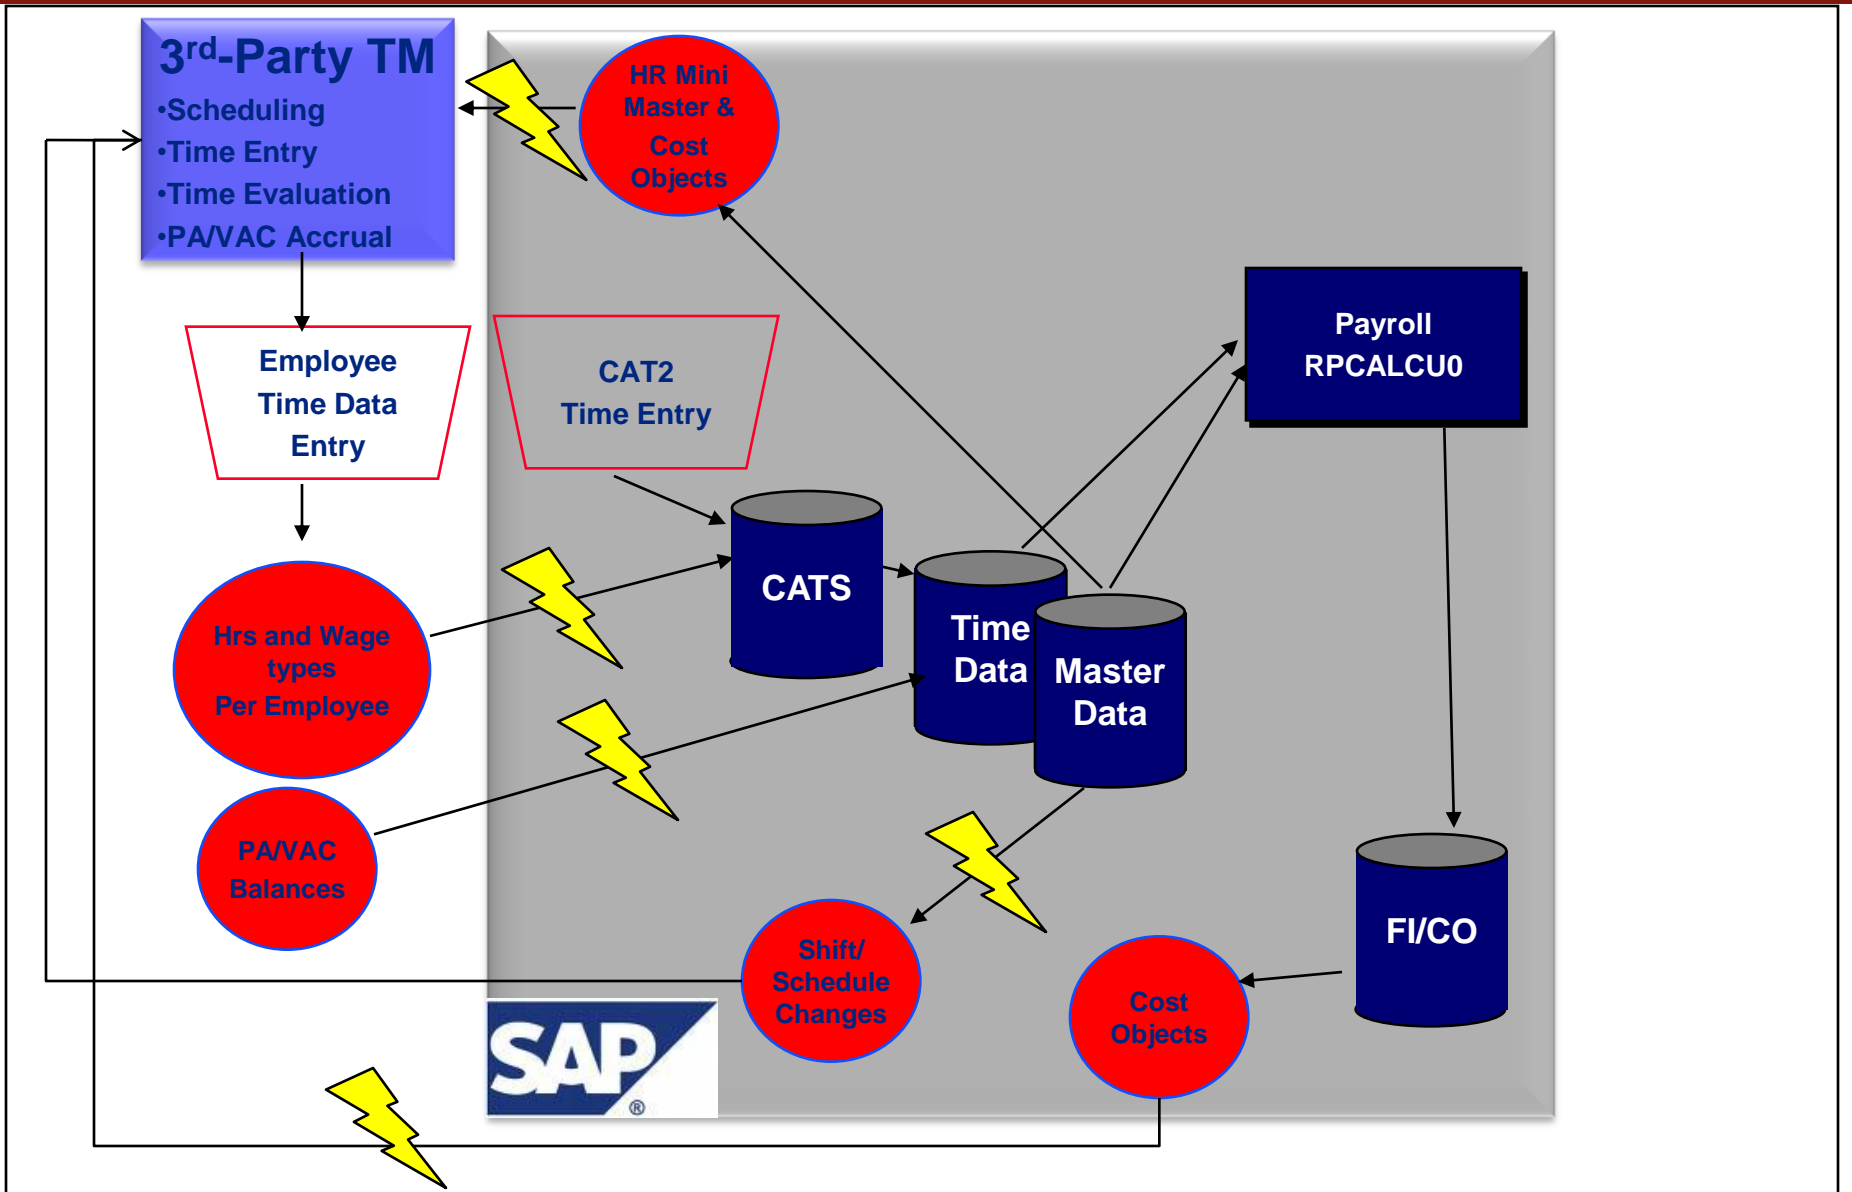 3rd-Party TM
•Scheduling
•Time Entry
•Time Evaluation
•PA/VAC Accrual
HR Mini
Master &
Cost
Objects
Payroll
RPCALCU0
Employee
Time Data
Entry
CAT2
Time Entry
CATS
Time
Data
Master
Data
Hrs and Wage
types
Per Employee
PA/VAC
Balances
Shift/
Schedule
Changes
Cost
Objects
FI/CO
SAP
®